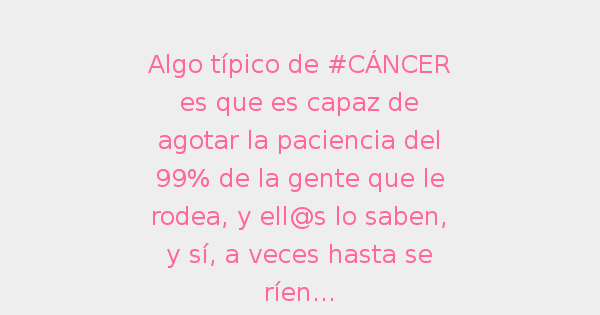 Algo típico de #CÁNCER
es que es capaz de
agotar la paciencia del
99% de la gente que le
rodea, y ell@s lo saben,
y sí, a veces hasta se
ríen...